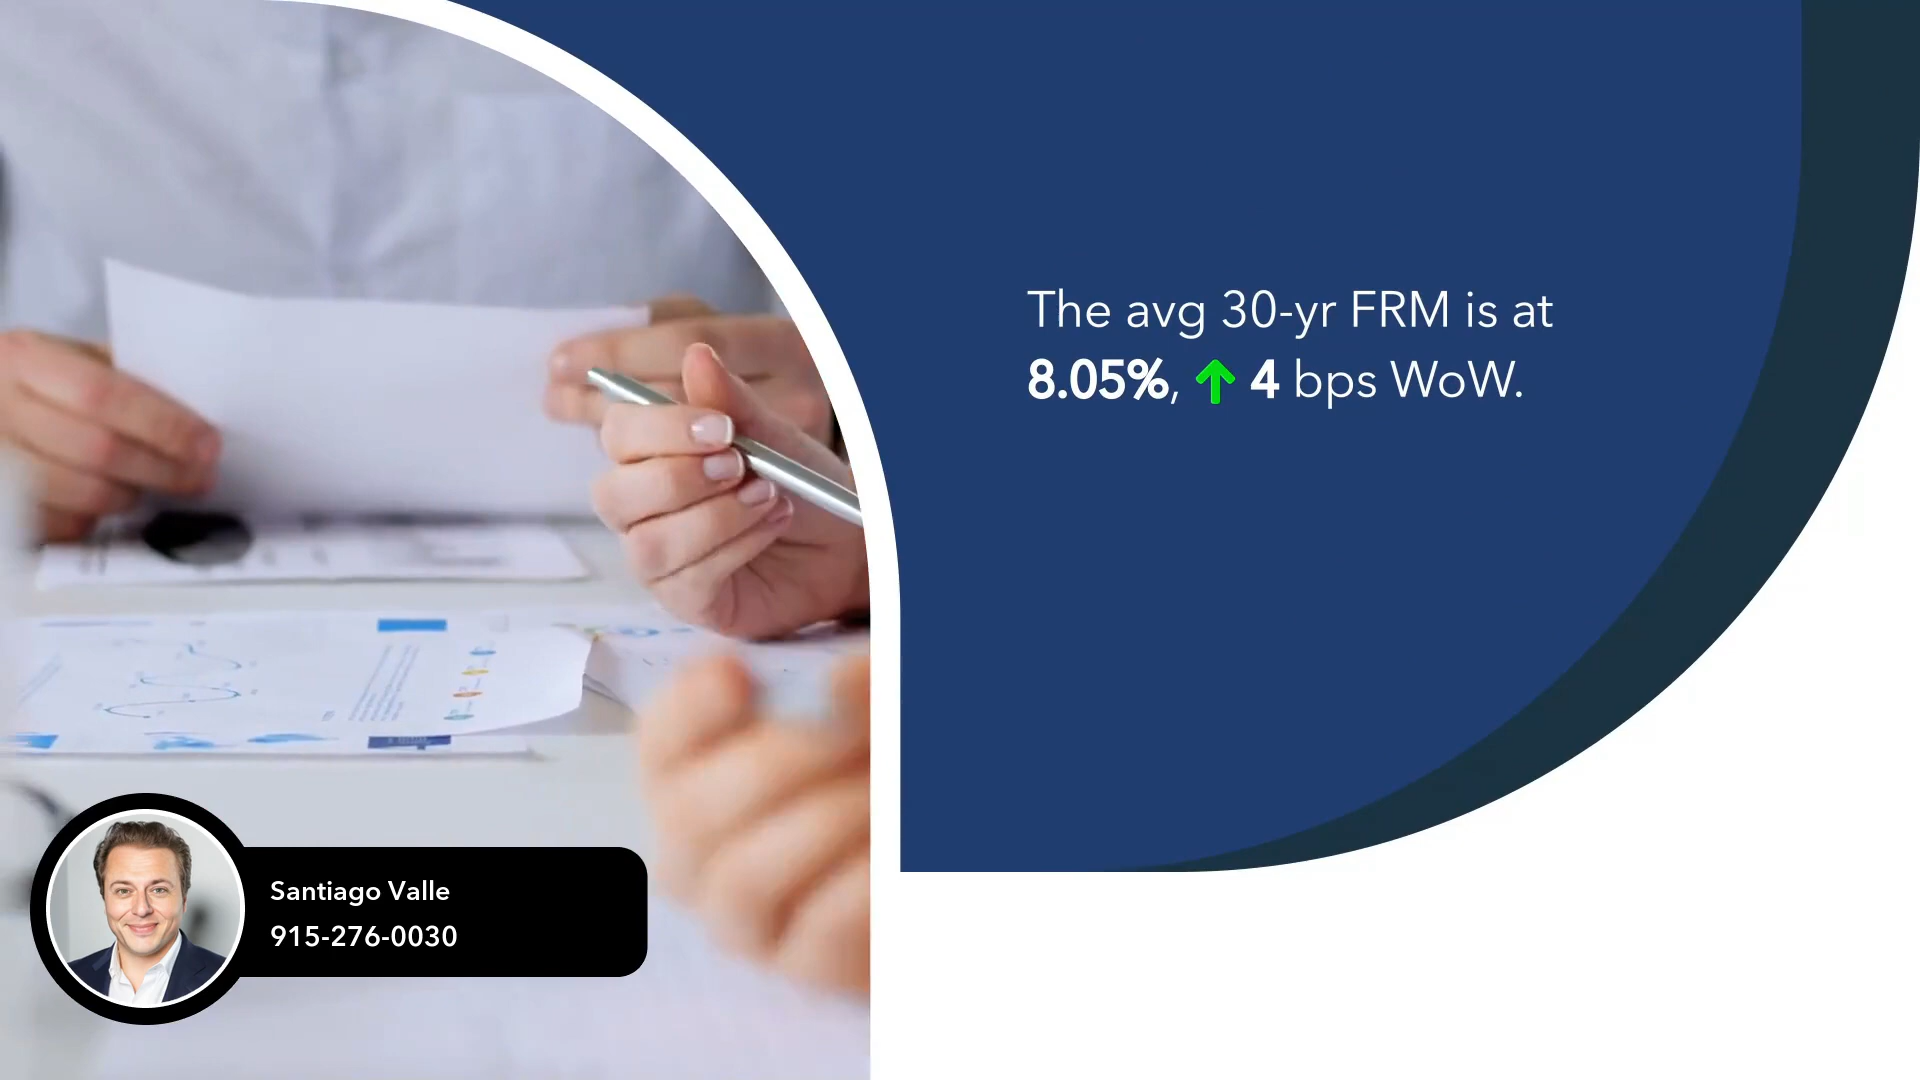 The avg 30-yr FRM is at
8.05%, ↑ 4 bps WoW.
Santiago Valle
915-276-0030